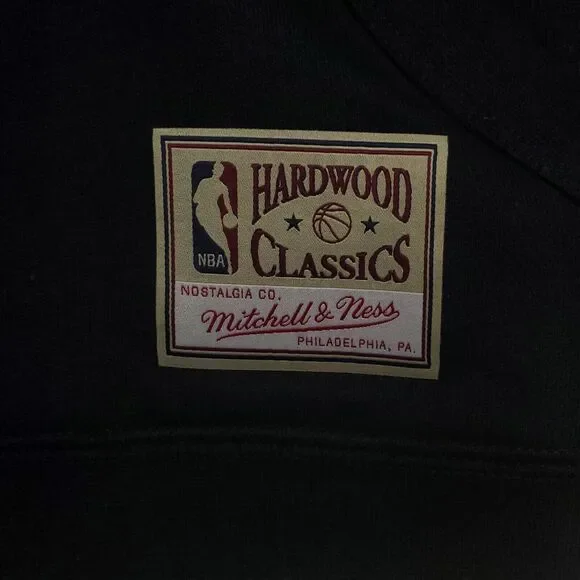 HARDWOOD
CLASSICS
NBA
NOSTALGIA CO.
Mitchell & Ness
PHILADELPHIA, PA.